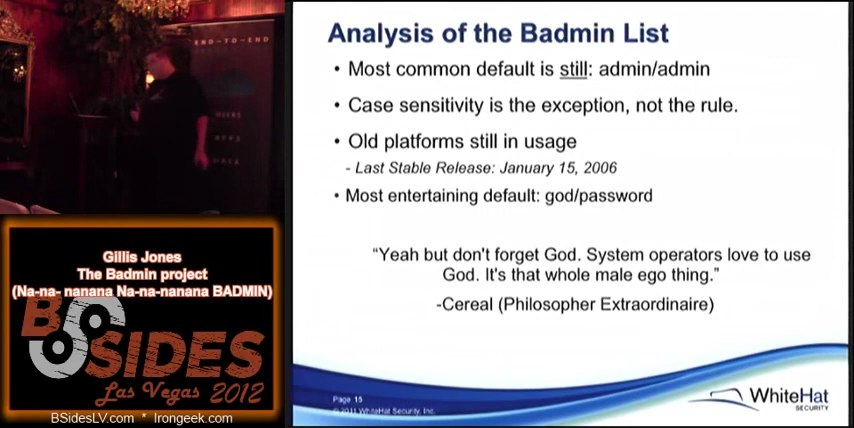 END-TO-END
APPS
DATA
Analysis of the Badmin List
• Most common default is still: admin/admin
• Case sensitivity is the exception, not the rule.
• Old platforms still in usage
- Last Stable Release: January 15, 2006
• Most entertaining default: god/password
“Yeah but don't forget God. System operators love to use
God. It's that whole male ego thing.”
-Cereal (Philosopher Extraordinaire)
Page 15
© 2011 WhiteHat Security, Inc.
WhiteHat
SECURITY
Gillis Jones
The Badmin project
(Na-na- nanana Na-na-nanana BADMIN)
BSIDES
Las Vegas 2012
BSidesLV.com * Irongeek.com